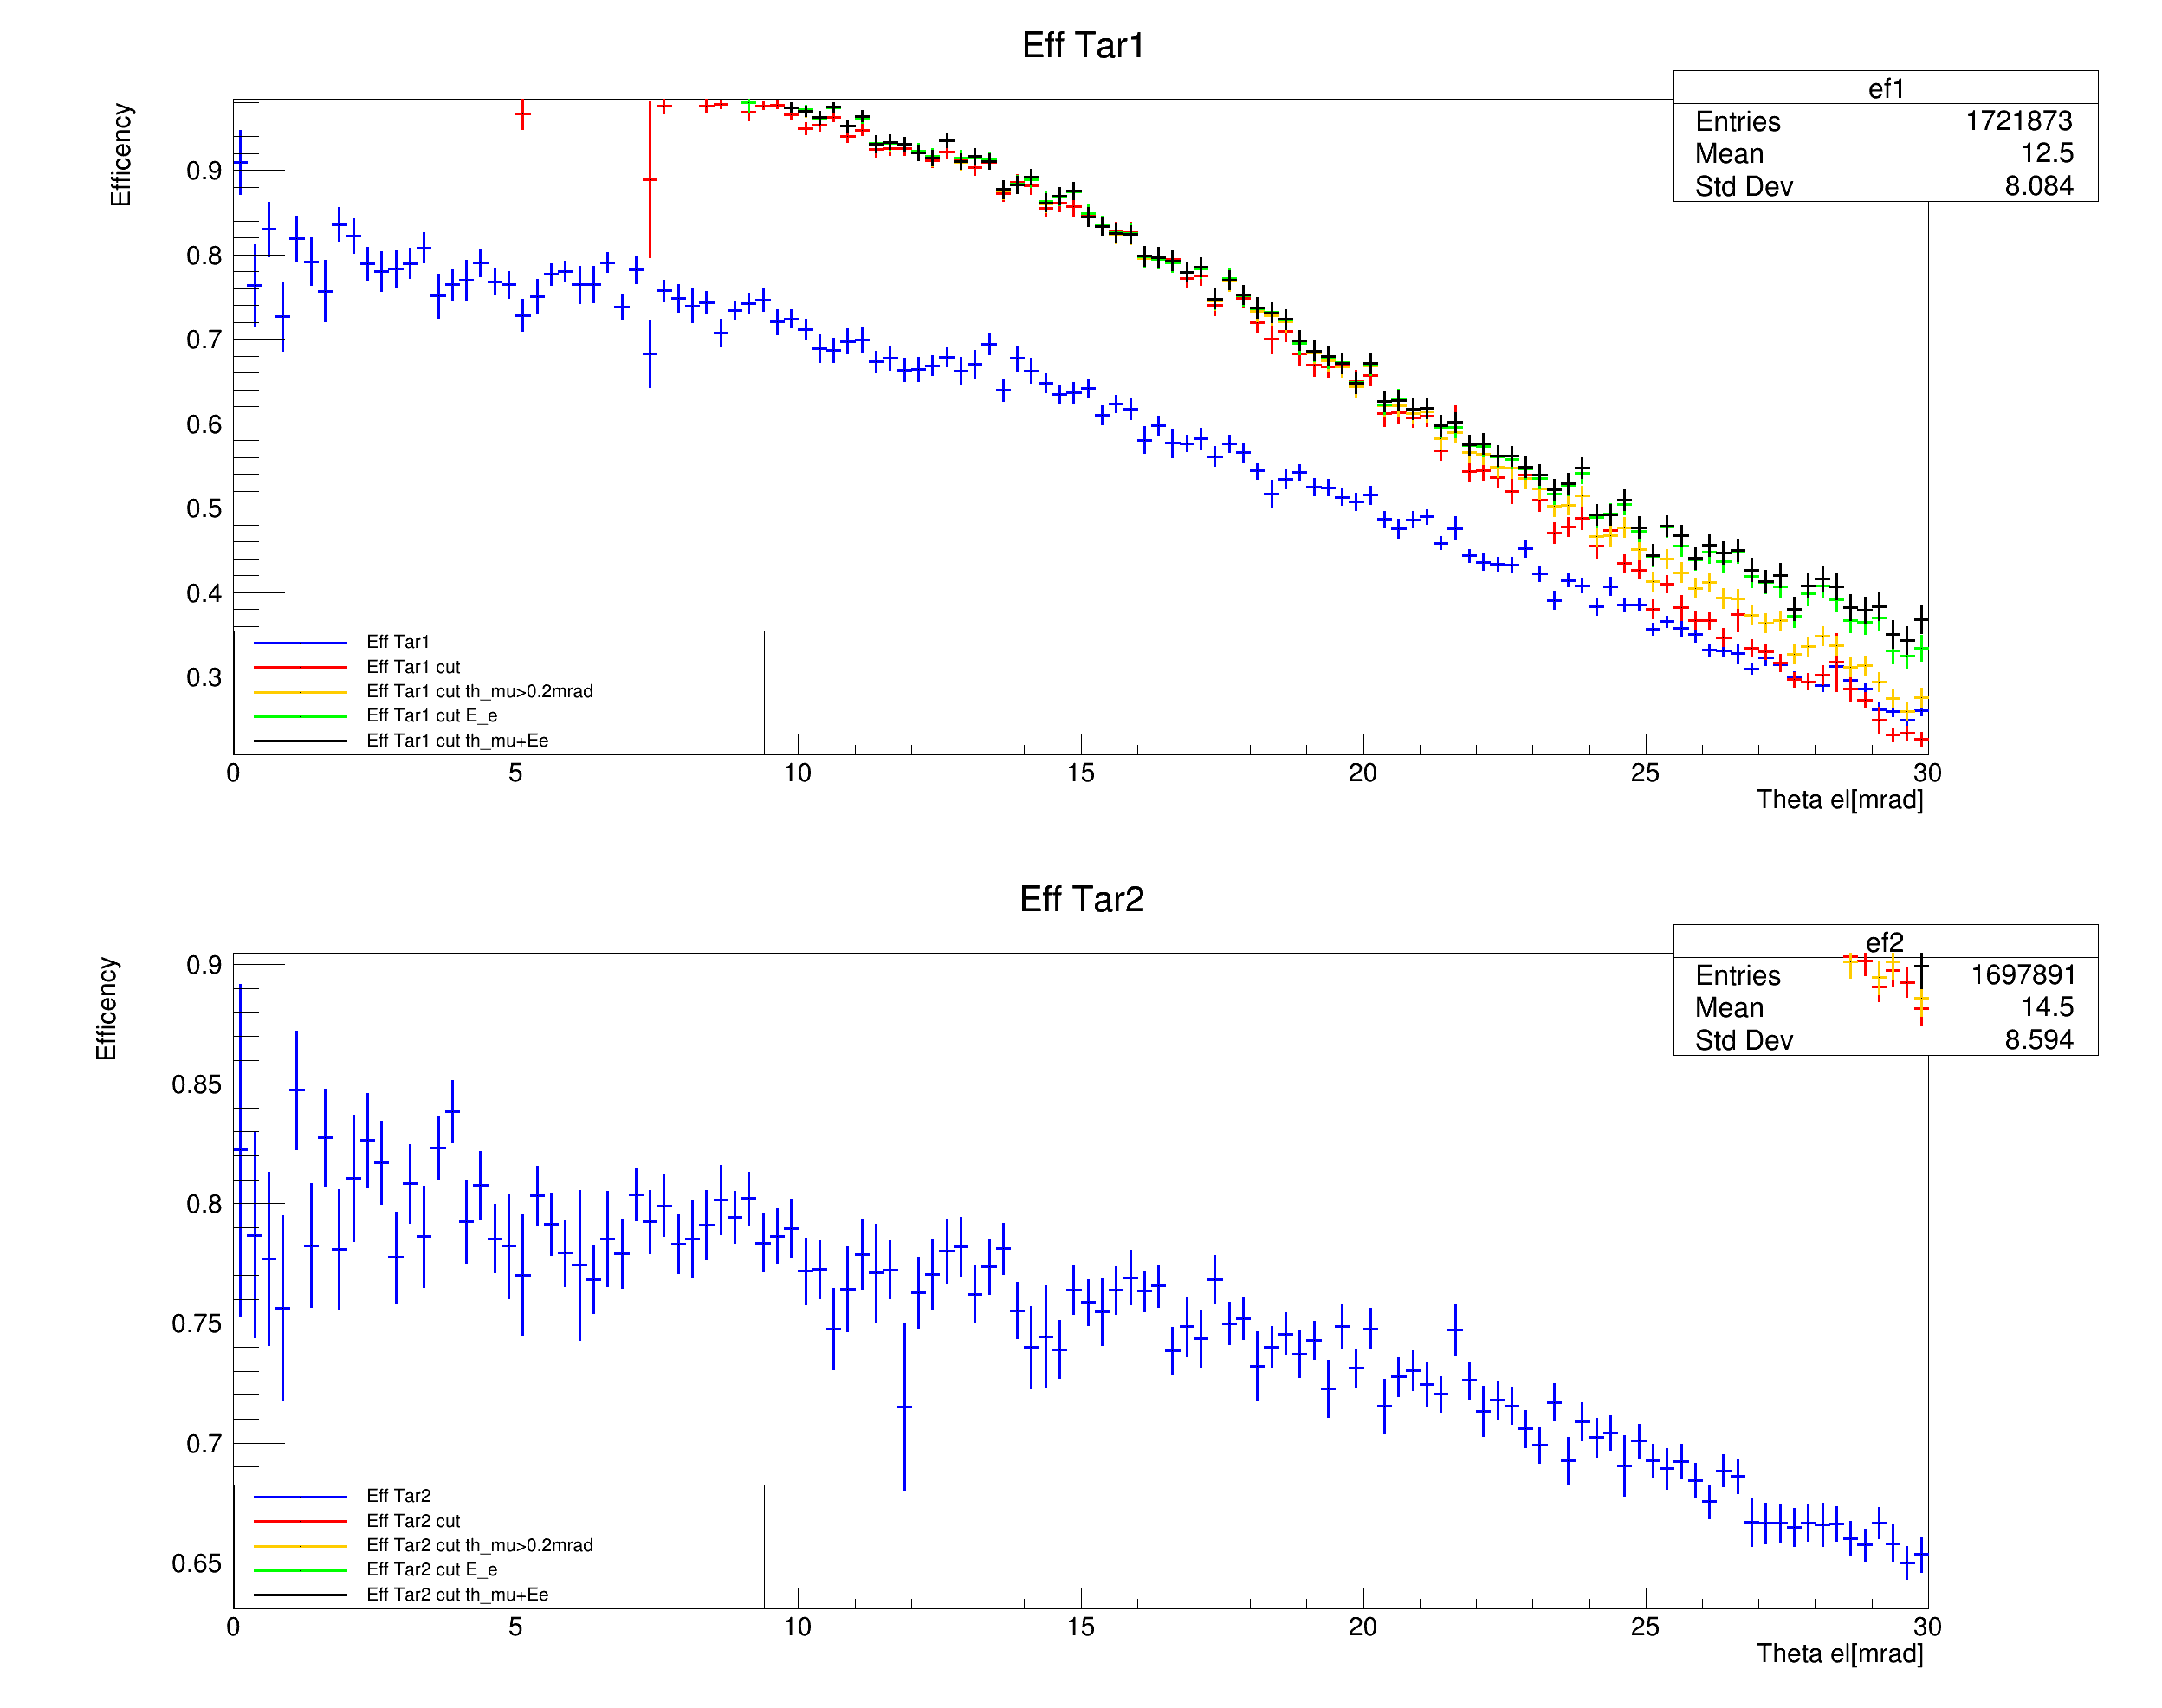 Eff Tar1
ef1
Entries 1721873
Mean 12.5
Std Dev 8.084
Efficency
0.9
0.8
0.7
0.6
0.5
0.4
0.3
Eff Tar1
Eff Tar1 cut
Eff Tar1 cut th_mu>0.2mrad
Eff Tar1 cut E_e
Eff Tar1 cut th_mu+Ee
0 5 10 15 20 25 30
Theta el[mrad]
Eff Tar2
ef2
Entries 1697891
Mean 14.5
Std Dev 8.594
Efficency
0.9
0.85
0.8
0.75
0.7
0.65
Eff Tar2
Eff Tar2 cut
Eff Tar2 cut th_mu>0.2mrad
Eff Tar2 cut E_e
Eff Tar2 cut th_mu+Ee
0 5 10 15 20 25 30
Theta el[mrad]